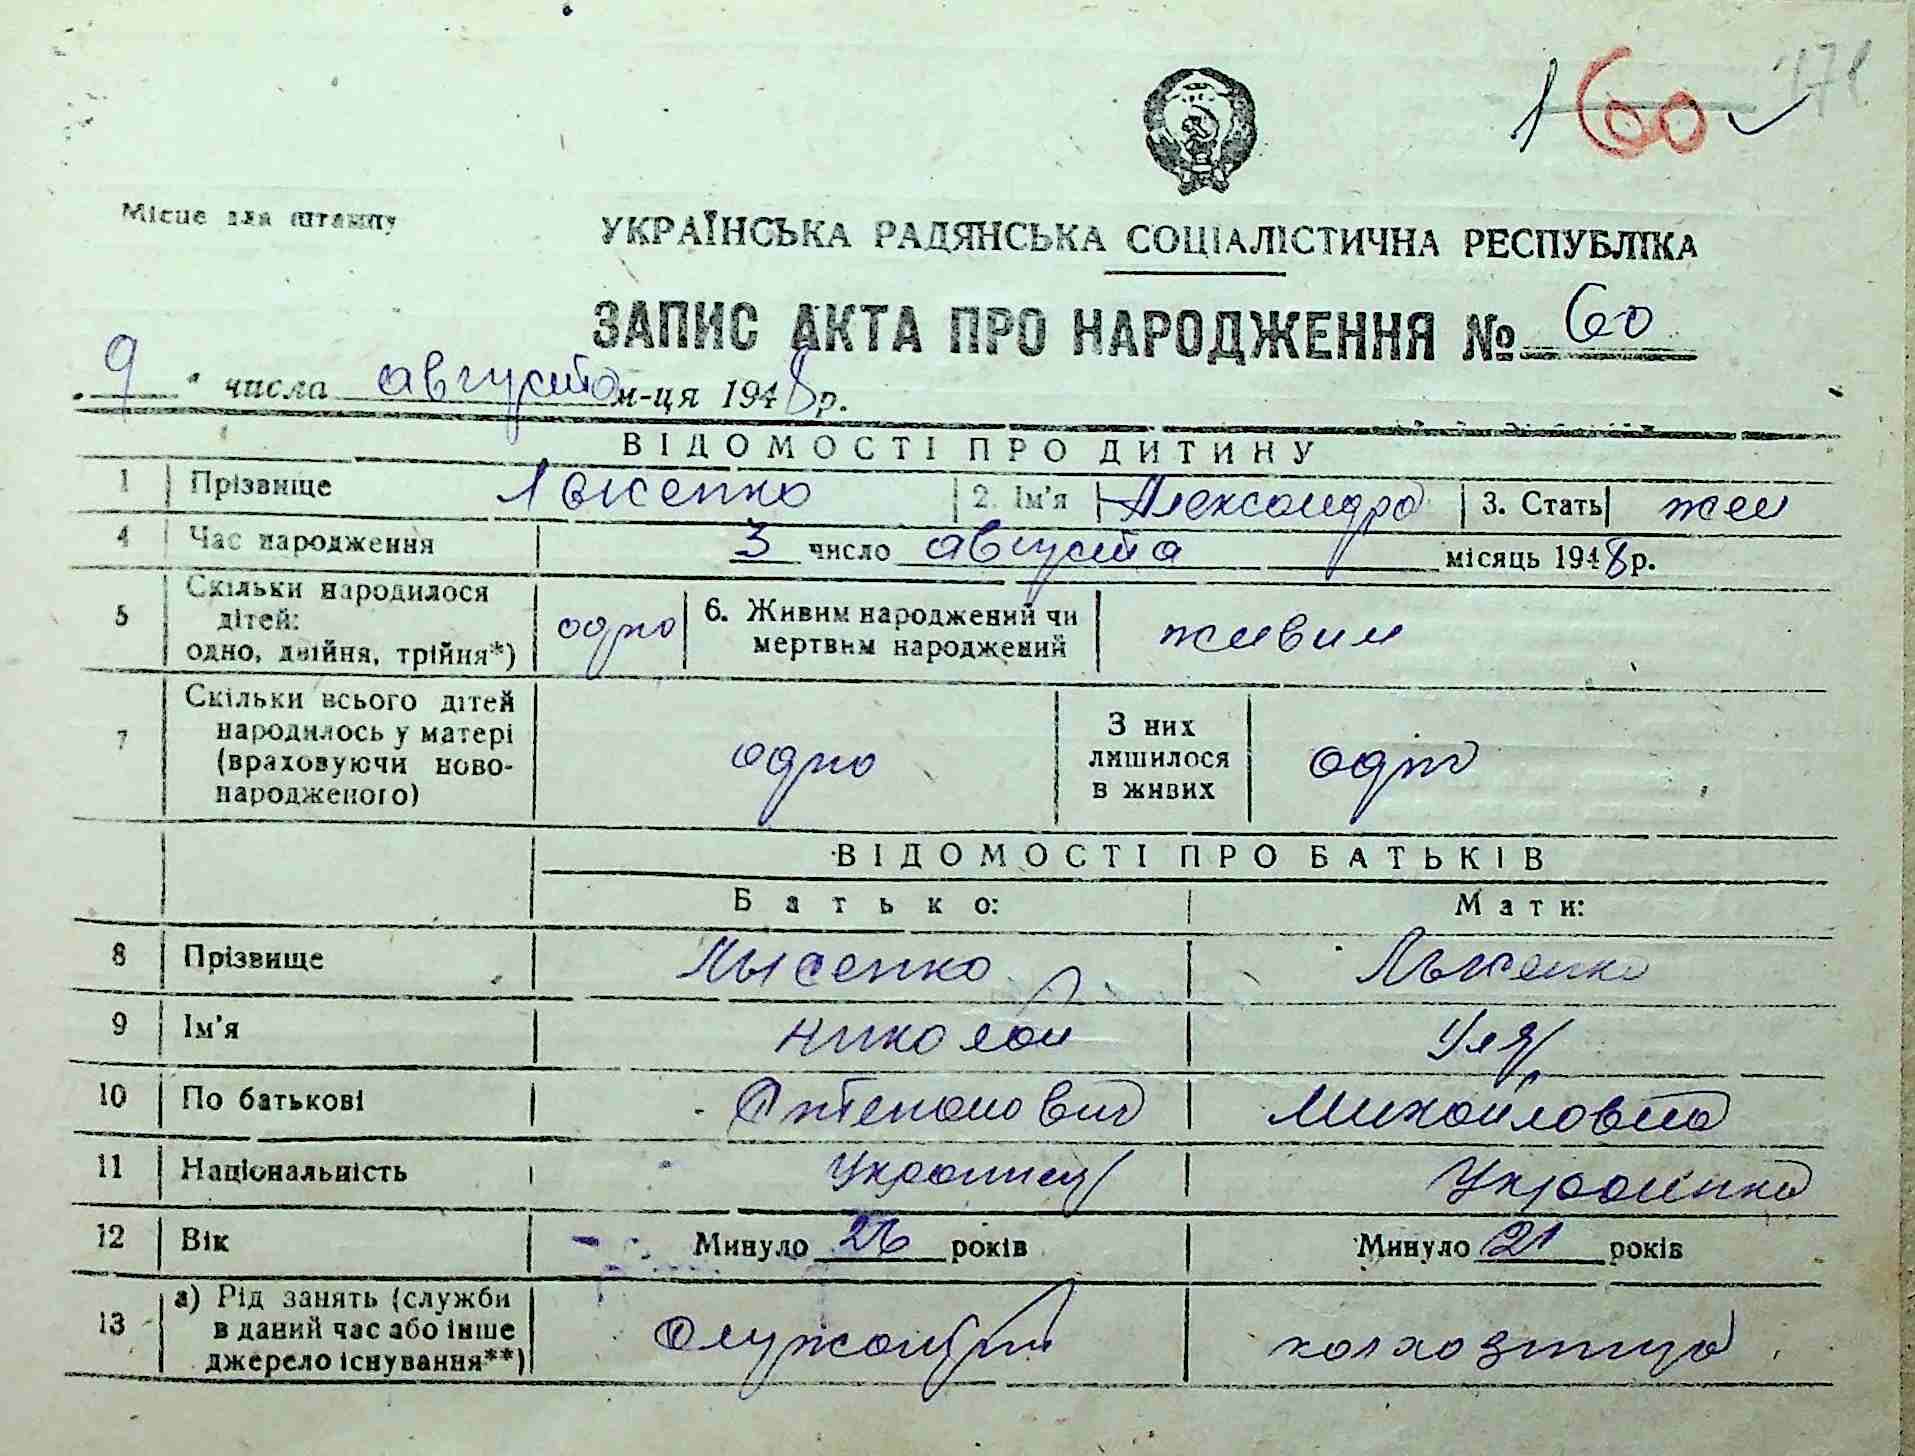 160 171
Місце для штампу
УКРАЇНСЬКА РАДЯНСЬКА СОЦІАЛІСТИЧНА РЕСПУБЛІКА
ЗАПИС АКТА ПРО НАРОДЖЕННЯ № 60
9 числа августа м-ця 1948 р.
ВІДОМОСТІ ПРО ДИТИНУ
1 Прізвище Лысенко 2. Ім'я Александра 3. Стать жен
4 Час народження 3 число августа місяць 1948 р.
5 Скільки народилося дітей: одно, двійня, трійня*) одно 6. Живим народжений чи мертвим народжений живим
7 Скільки всього дітей народилось у матері (враховуючи новонародженого) одно З них лишилося в живих одно
ВІДОМОСТІ ПРО БАТЬКІВ
Батько: Мати:
8 Прізвище Лысенко Лысенко
9 Ім'я Николай Уля
10 По батькові Михайловна
11 Національність Украинец Украинка
12 Вік Минуло 26 років Минуло 21 років
13 а) Рід занять (служби в даний час або інше джерело існування**) Служащий колхозница